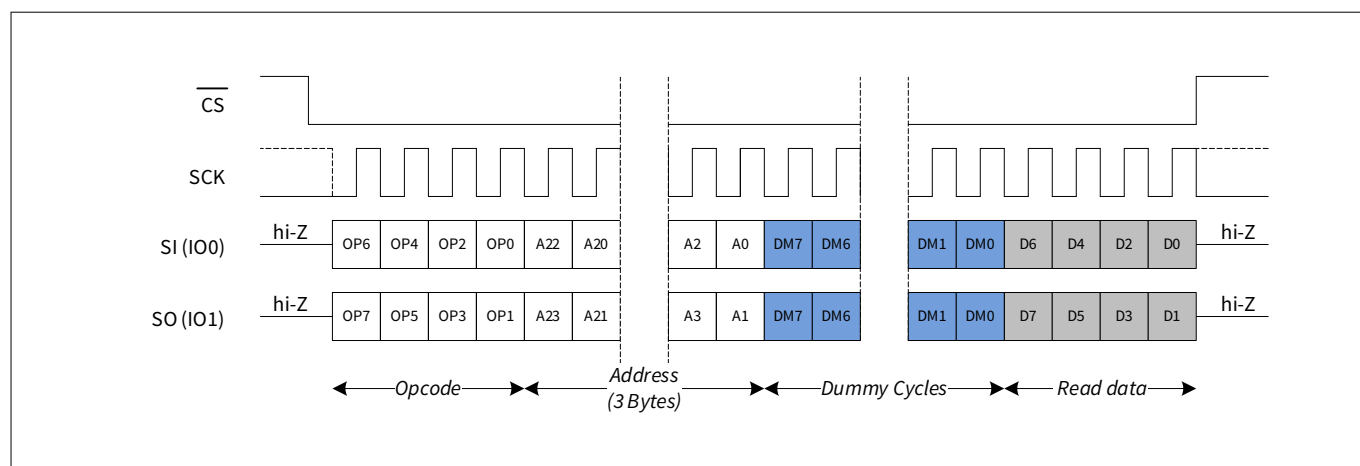 CS
SCK
hi-Z OP6 OP4 OP2 OP0 A22 A20 A2 A0 DM7 DM6 DM1 DM0 D6 D4 D2 D0 hi-Z
SI (IO0)
hi-Z OP7 OP5 OP3 OP1 A23 A21 A3 A1 DM7 DM6 DM1 DM0 D7 D5 D3 D1 hi-Z
SO (IO1)
Opcode Address Dummy Cycles Read data
(3 Bytes)